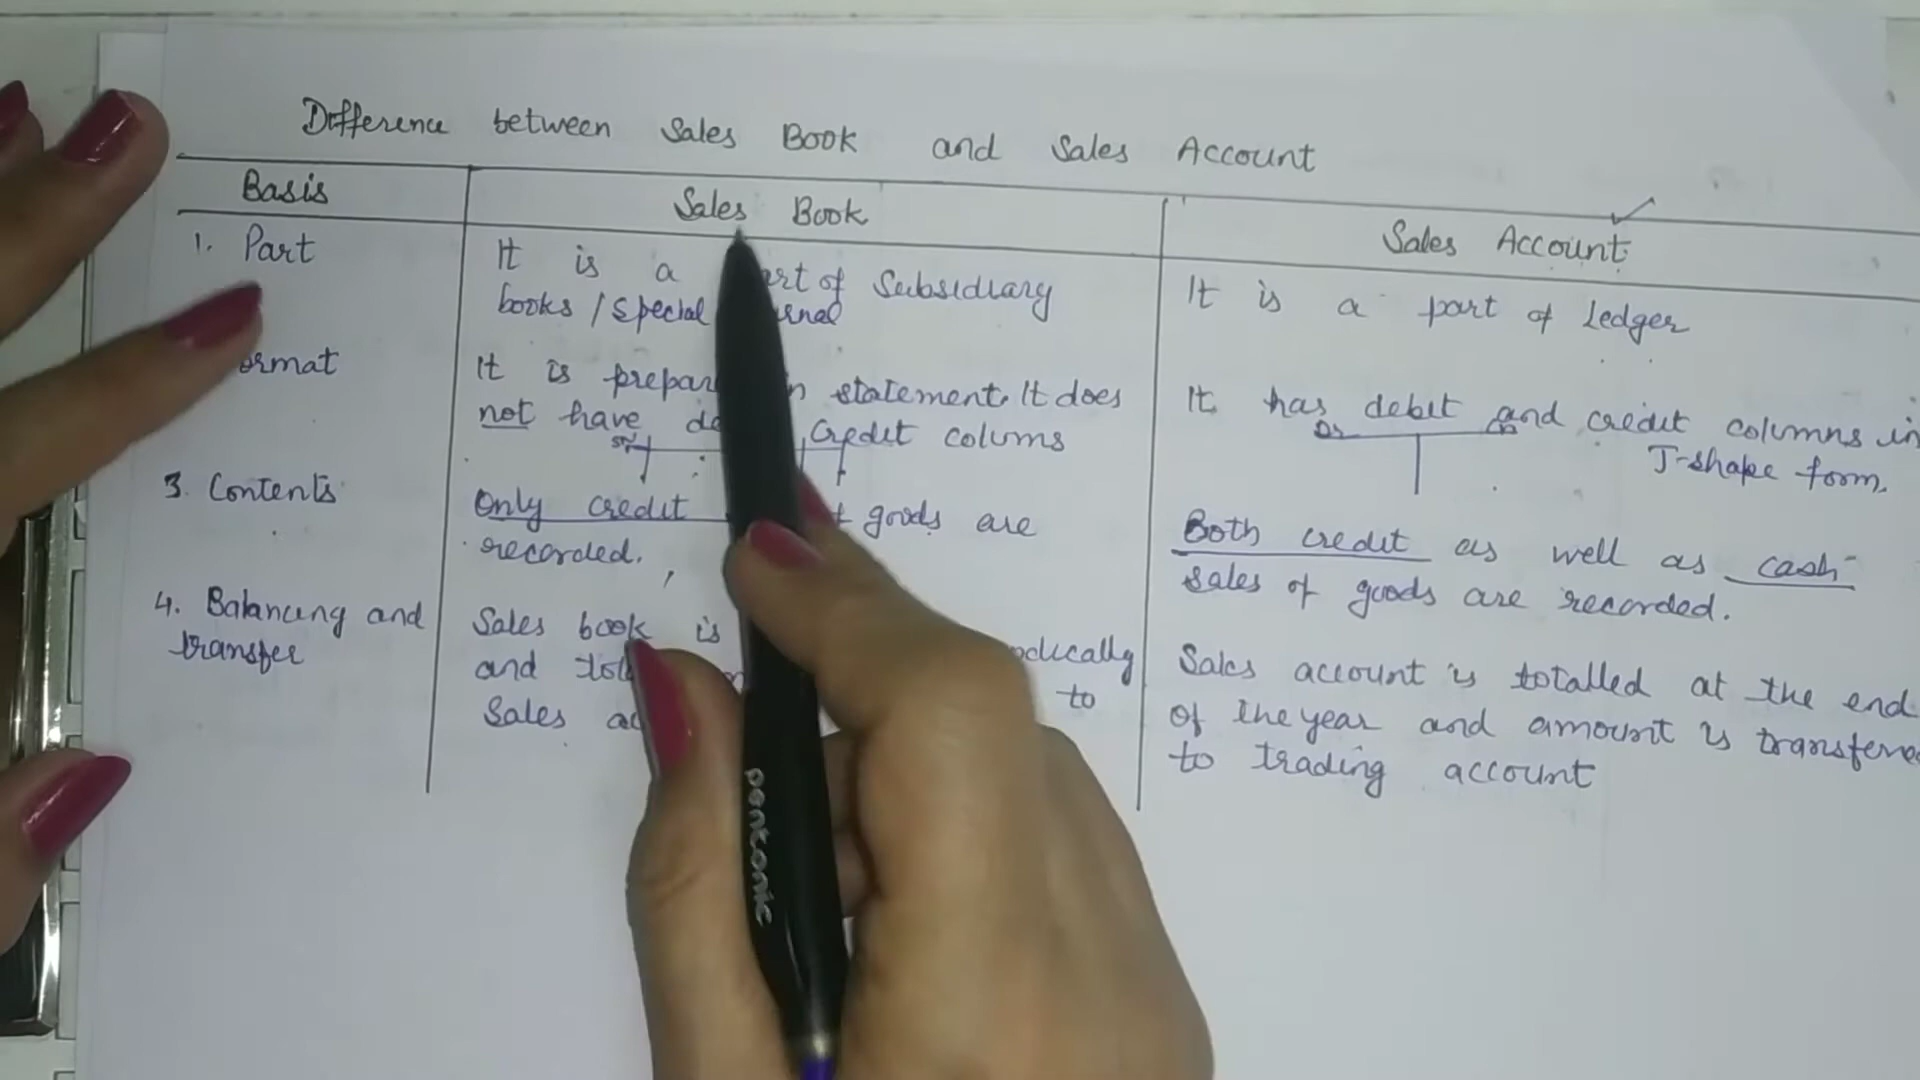 Difference between Sales Book and Sales Account
Basis Sales Book Sales Account
1. Part
It is a of Subsidiary
books / special
It is a part of Ledger
It is in statement. It does
not have credit colums
It has debit and credit columns in
Dr Cr
T-shape form.
3. Contents
Only credit goods are
recorded.
Both credit as well as cash
sales of goods are recorded.
4. Balancing and
transfer
Sales book is
and
Sales to
Sales account is totalled at the end
of the year and amount is
to trading account
pentonic